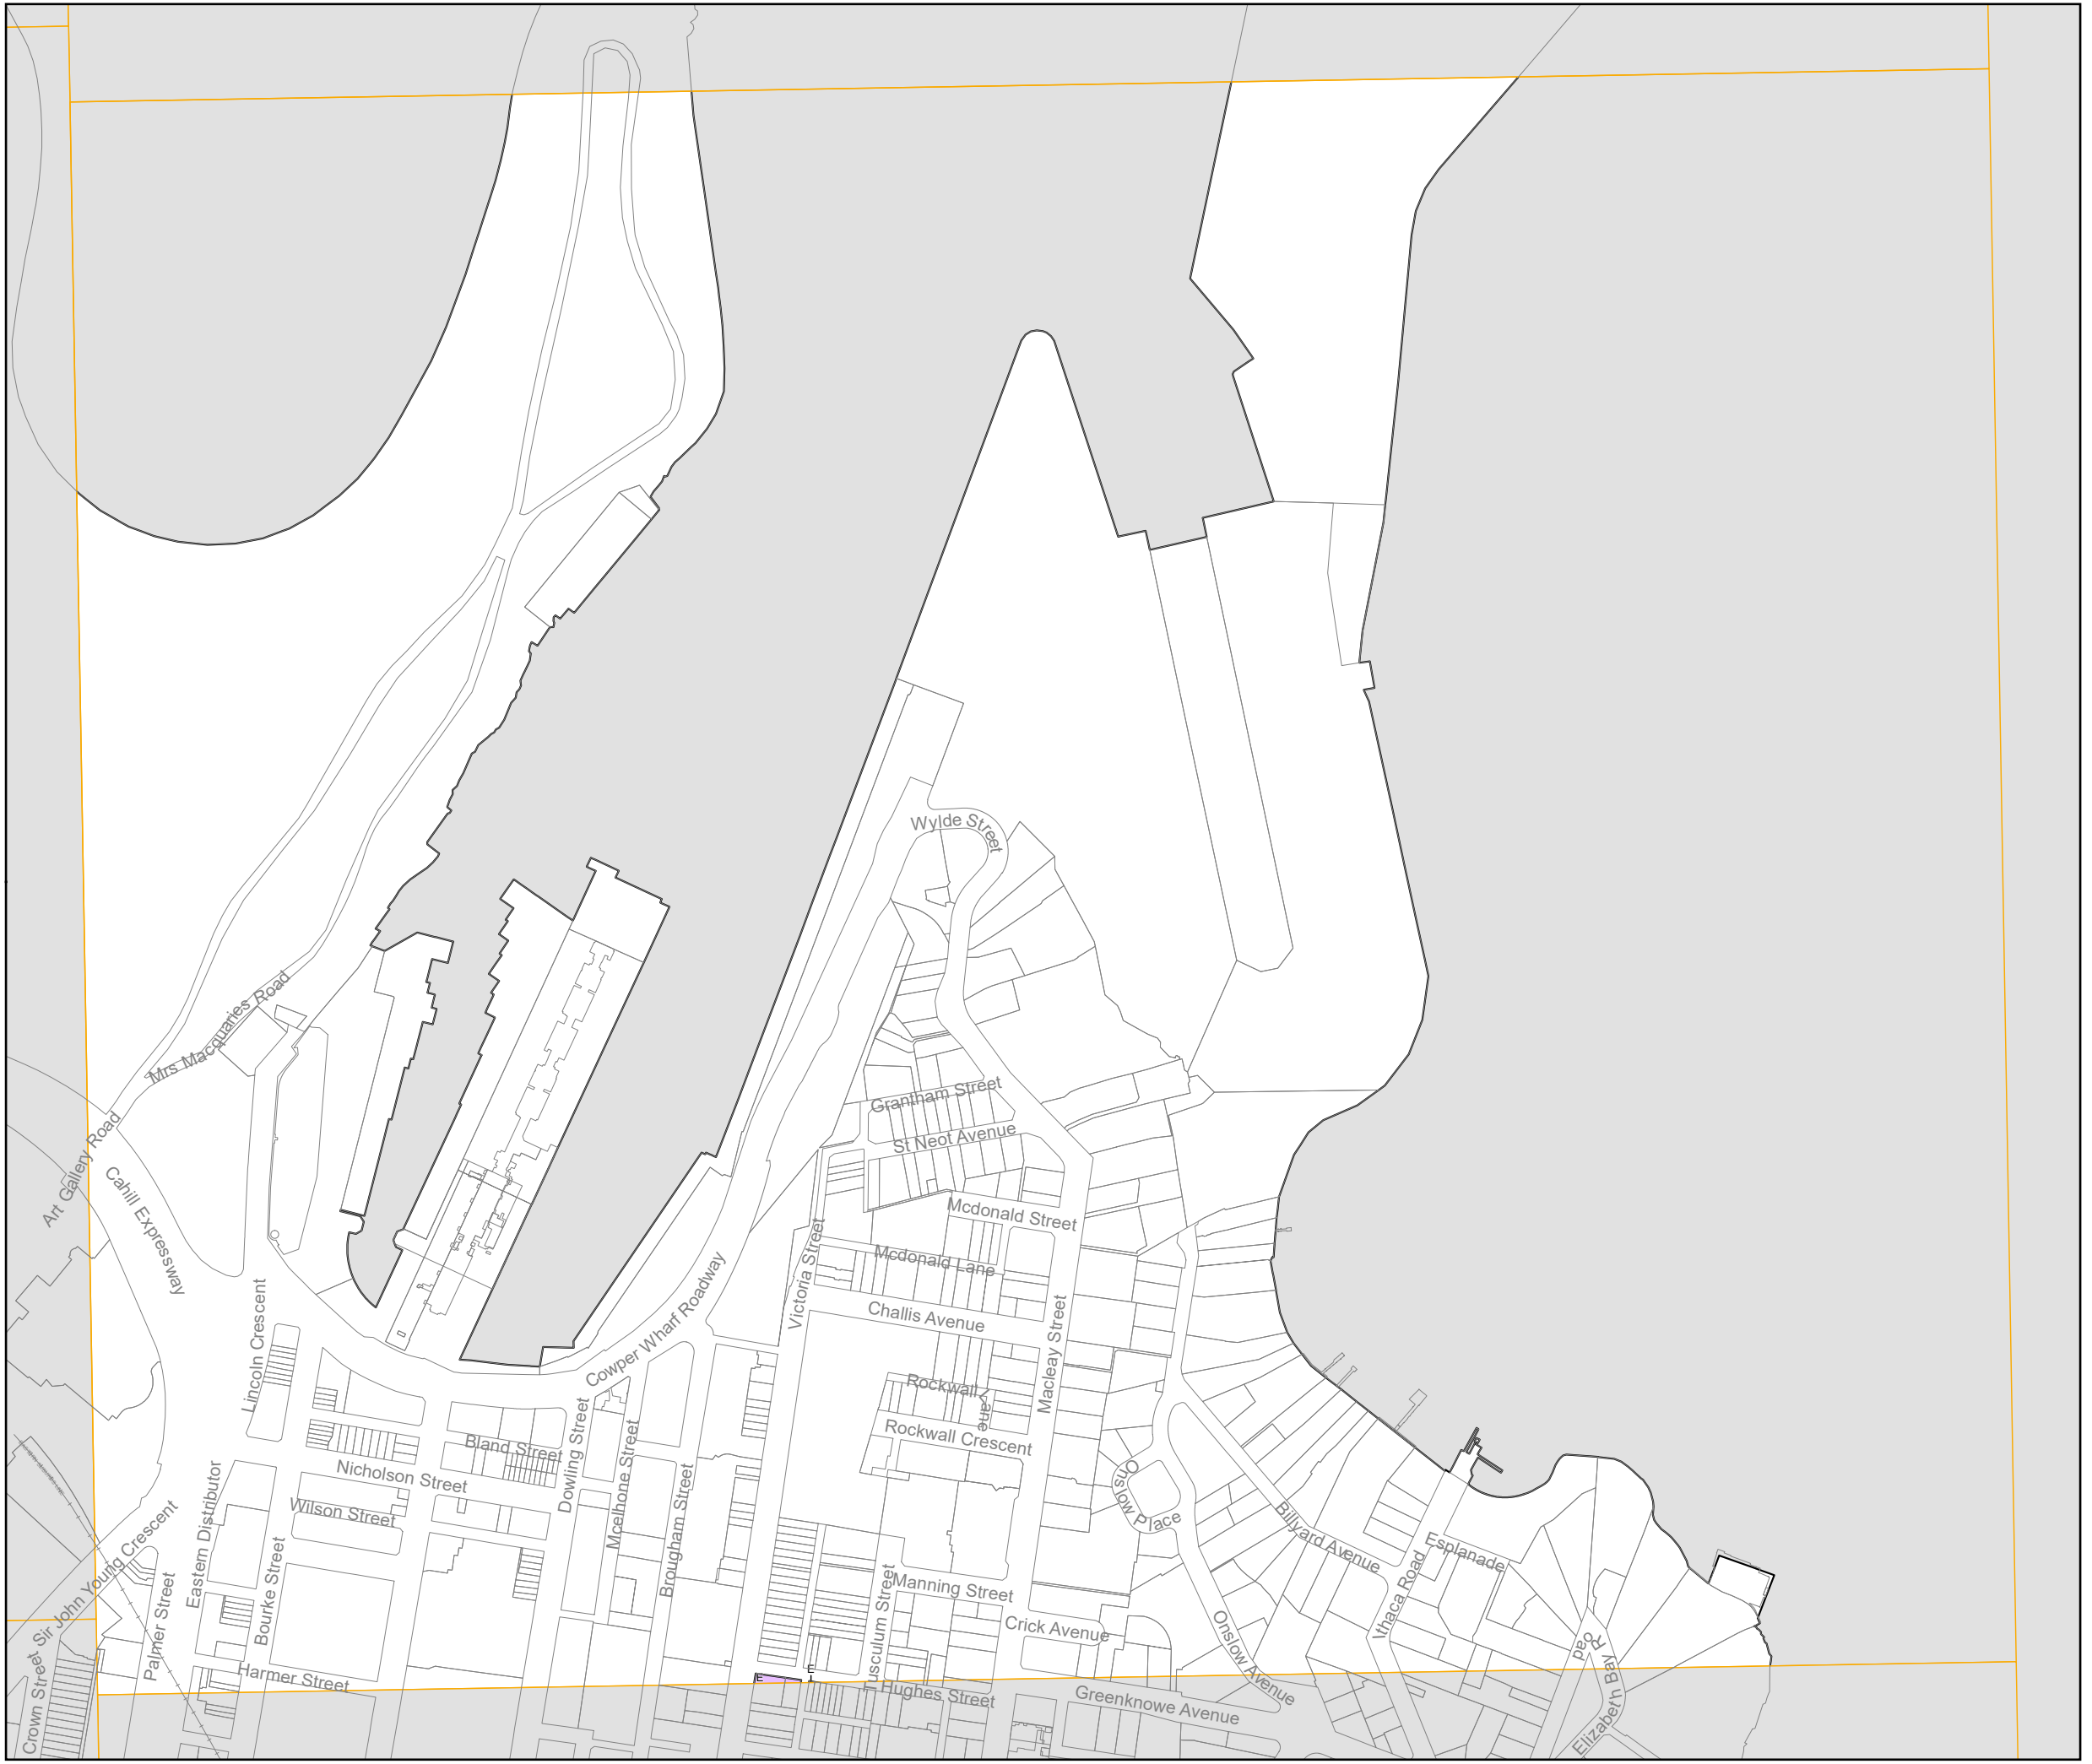 Wylde Street
Mrs Macquaries Road
Grantham Street
St Neot Avenue
Art Gallery Road
Cahill Expressway
Mcdonald Street
Mcdonald Lane
Victoria Street
Challis Avenue
Cowper Wharf Roadway
Lincoln Crescent
Macleay Street
Rockwall Lane
Rockwall Crescent
Bland Street
Nicholson Street
Dowling Street
Mcelhone Street
Brougham Street
Wilson Street
Eastern Distributor
Onslow Place
Billyard Avenue
Esplanade
Ithaca Road
Sir John Young Crescent
Bourke Street
Palmer Street
Tusculum Street
Manning Street
Crick Avenue
Onslow Avenue
Elizabeth Bay Road
Harmer Street
Crown Street
E
E
Hughes Street
Greenknowe Avenue